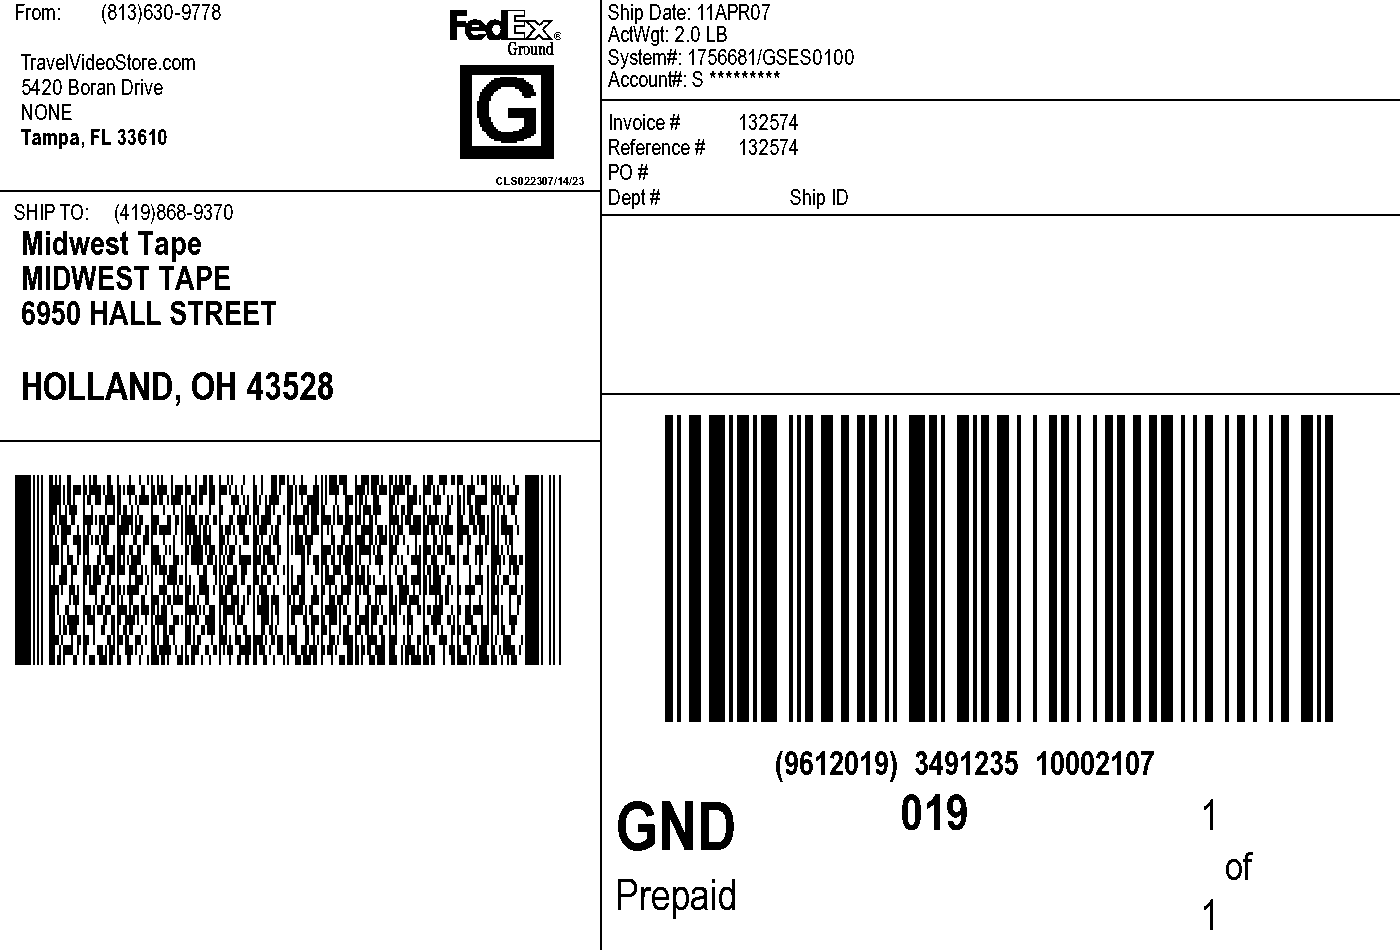 From: (813)630-9778
TravelVideoStore.com
5420 Boran Drive
NONE
Tampa, FL 33610
FedEx®
Ground
G
CLS022307/14/23
SHIP TO: (419)868-9370
Midwest Tape
MIDWEST TAPE
6950 HALL STREET
HOLLAND, OH 43528
Ship Date: 11APR07
ActWgt: 2.0 LB
System#: 1756681/GSES0100
Account#: S *********
Invoice # 132574
Reference # 132574
PO #
Dept # Ship ID
(9612019) 3491235 10002107
GND 019 1
of
Prepaid 1